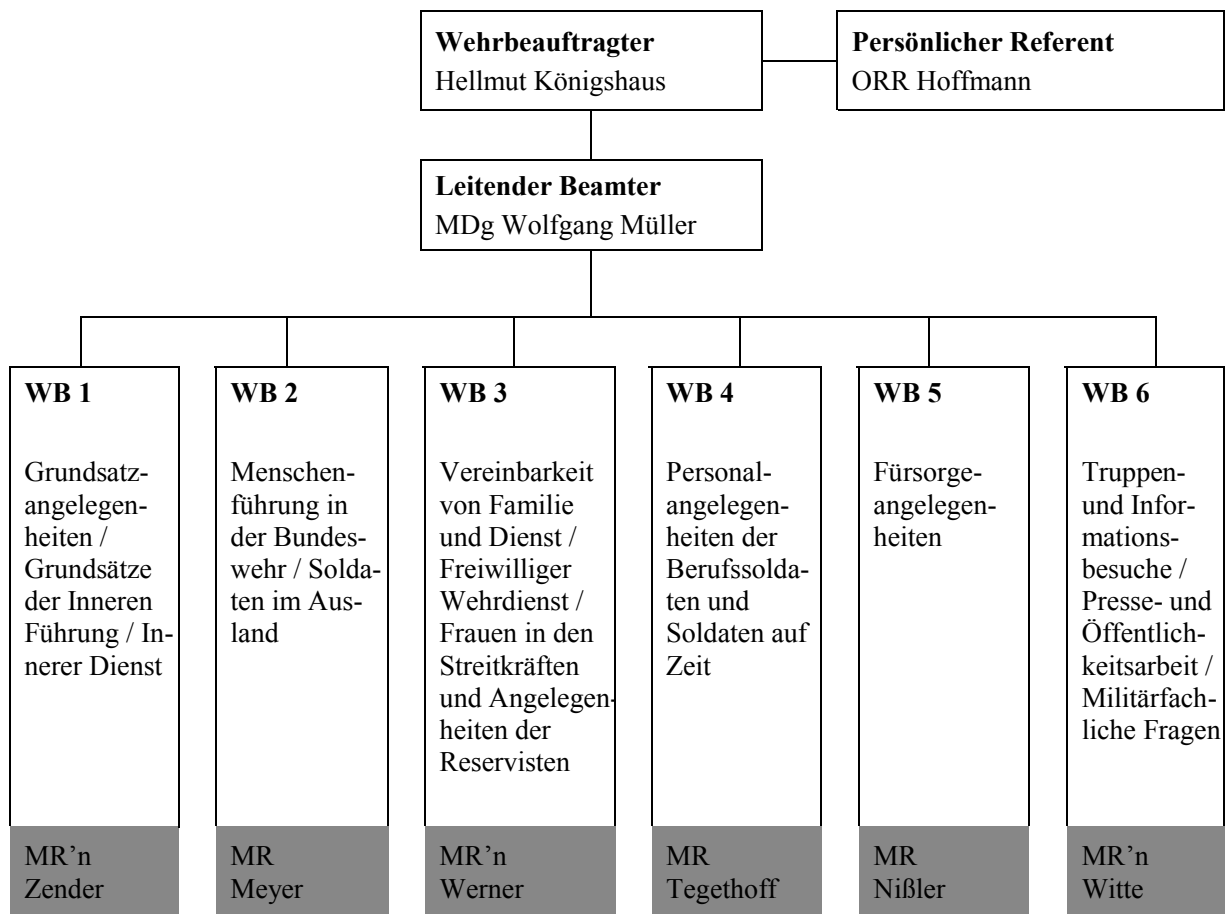 Wehrbeauftragter
Hellmut Königshaus
Persönlicher Referent
ORR Hoffmann
Leitender Beamter
MDg Wolfgang Müller
WB 1
Grundsatz-
angelegen-
heiten /
Grundsätze
der Inneren
Führung / In-
nerer Dienst
MR’n
Zender
WB 2
Menschen-
führung in
der Bundes-
wehr / Solda-
ten im Aus-
land
MR
Meyer
WB 3
Vereinbarkeit
von Familie
und Dienst /
Freiwilliger
Wehrdienst /
Frauen in den
Streitkräften
und Angelegen-
heiten der
Reservisten
MR’n
Werner
WB 4
Personal-
angelegen-
heiten der
Berufssolda-
ten und
Soldaten auf
Zeit
MR
Tegethoff
WB 5
Fürsorge-
angelegen-
heiten
MR
Nißler
WB 6
Truppen-
und Infor-
mations-
besuche /
Presse- und
Öffentlich-
keitsarbeit /
Militärfach-
liche Fragen
MR’n
Witte